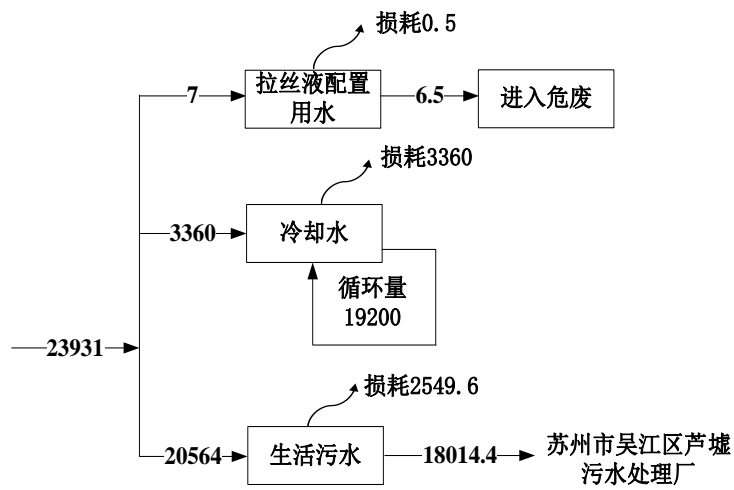 损耗0.5
7
拉丝液配置
用水
6.5
进入危废
损耗3360
3360
冷却水
循环量
19200
23931
损耗2549.6
20564
生活污水
18014.4
苏州市吴江区芦墟
污水处理厂